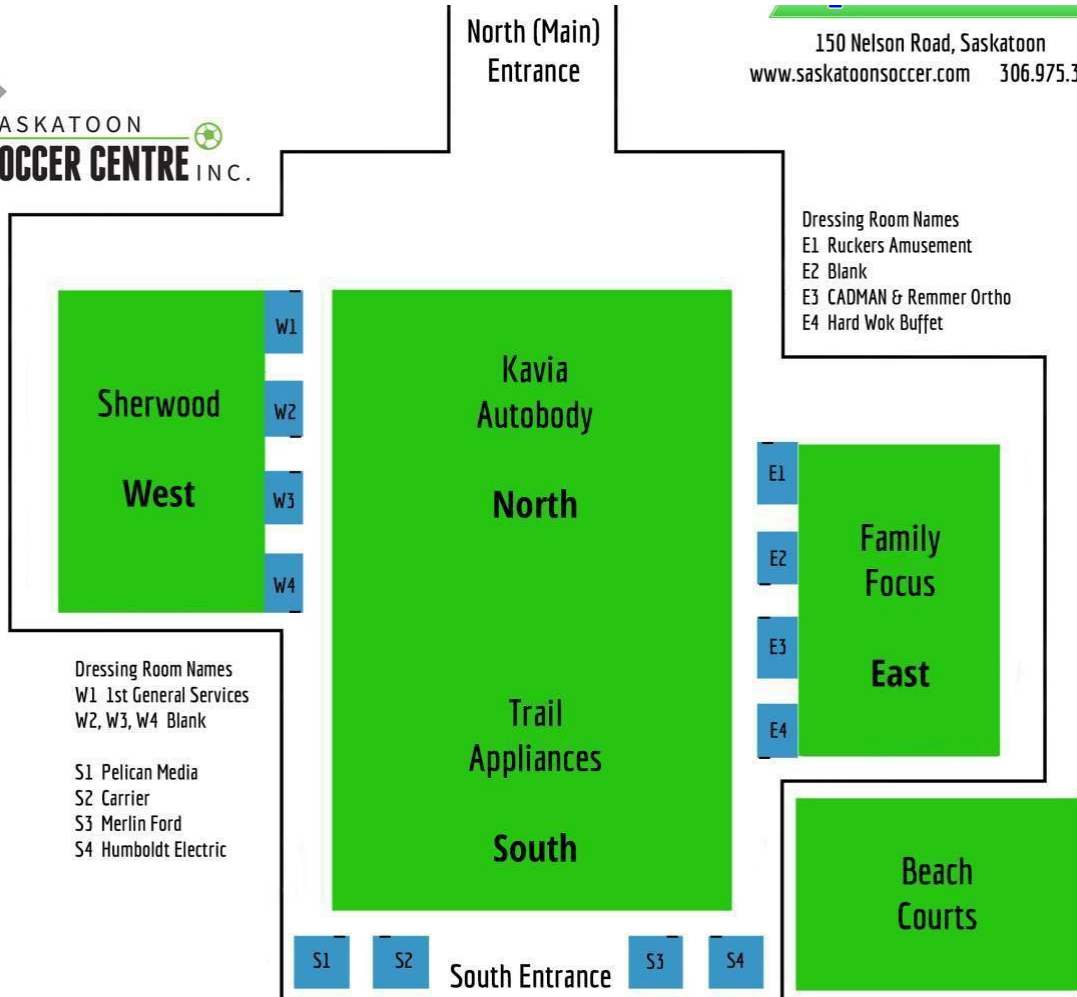 North (Main)
Entrance
150 Nelson Road, Saskatoon
www.saskatoonsoccer.com 306.975.3
ASKATOON
OCCER CENTRE INC.
Dressing Room Names
E1 Ruckers Amusement
E2 Blank
E3 CADMAN & Remmer Ortho
E4 Hard Wok Buffet
Sherwood
West
W1
W2
W3
W4
Kavia
Autobody
North
Trail
Appliances
South
E1
E2
E3
E4
Family
Focus
East
Dressing Room Names
W1 1st General Services
W2, W3, W4 Blank
S1 Pelican Media
S2 Carrier
S3 Merlin Ford
S4 Humboldt Electric
Beach
Courts
S1
S2
South Entrance
S3
S4